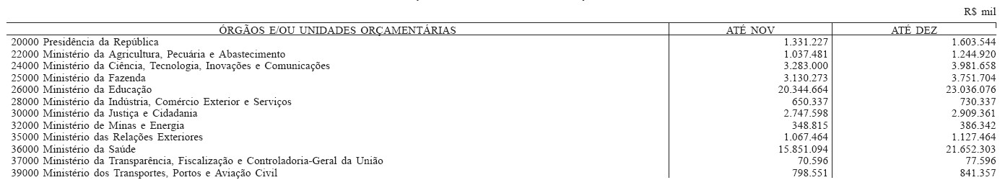 R$ mil
ÓRGÃOS E/OU UNIDADES ORÇAMENTÁRIAS ATÉ NOV ATÉ DEZ
20000 Presidência da República 1.331.227 1.603.544
22000 Ministério da Agricultura, Pecuária e Abastecimento 1.037.481 1.244.920
24000 Ministério da Ciência, Tecnologia, Inovações e Comunicações 3.283.000 3.981.658
25000 Ministério da Fazenda 3.130.273 3.751.704
26000 Ministério da Educação 20.344.664 23.036.076
28000 Ministério da Indústria, Comércio Exterior e Serviços 650.337 730.337
30000 Ministério da Justiça e Cidadania 2.747.598 2.909.361
32000 Ministério de Minas e Energia 348.815 386.342
35000 Ministério das Relações Exteriores 1.067.464 1.127.464
36000 Ministério da Saúde 15.851.094 21.652.303
37000 Ministério da Transparência, Fiscalização e Controladoria-Geral da União 70.596 77.596
39000 Ministério dos Transportes, Portos e Aviação Civil 798.551 841.357